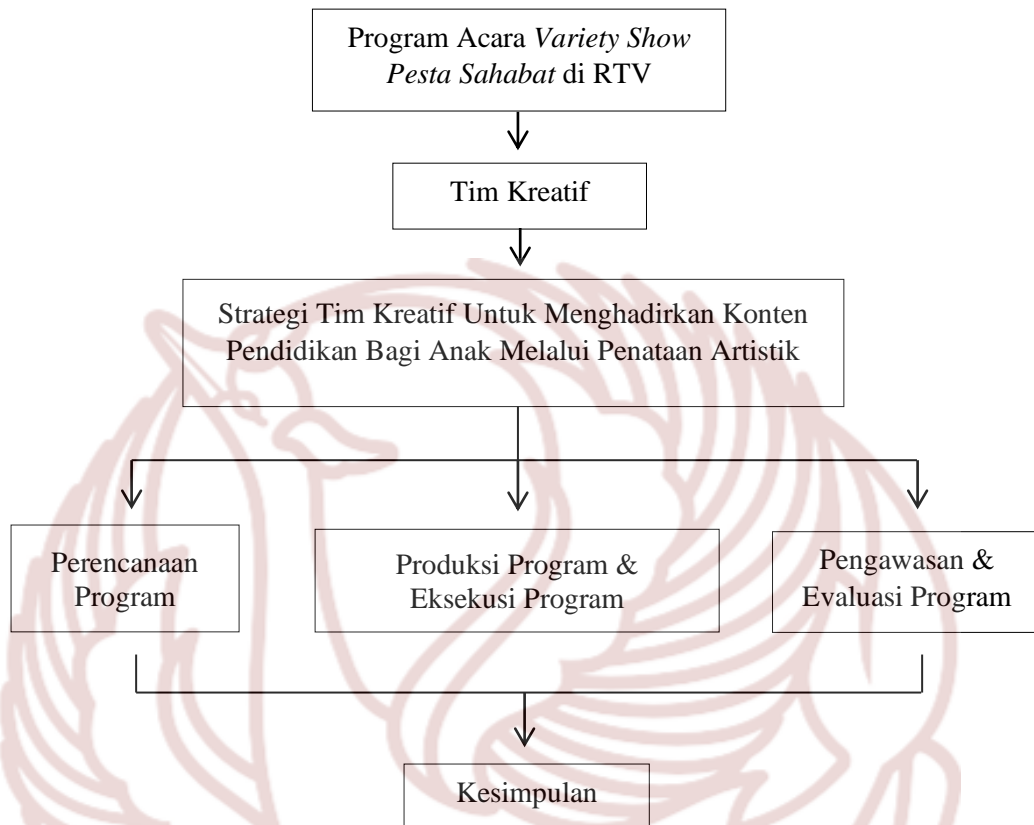 Program Acara Variety Show
Pesta Sahabat di RTV
Tim Kreatif
Strategi Tim Kreatif Untuk Menghadirkan Konten
Pendidikan Bagi Anak Melalui Penataan Artistik
Perencanaan
Program
Produksi Program &
Eksekusi Program
Pengawasan &
Evaluasi Program
Kesimpulan